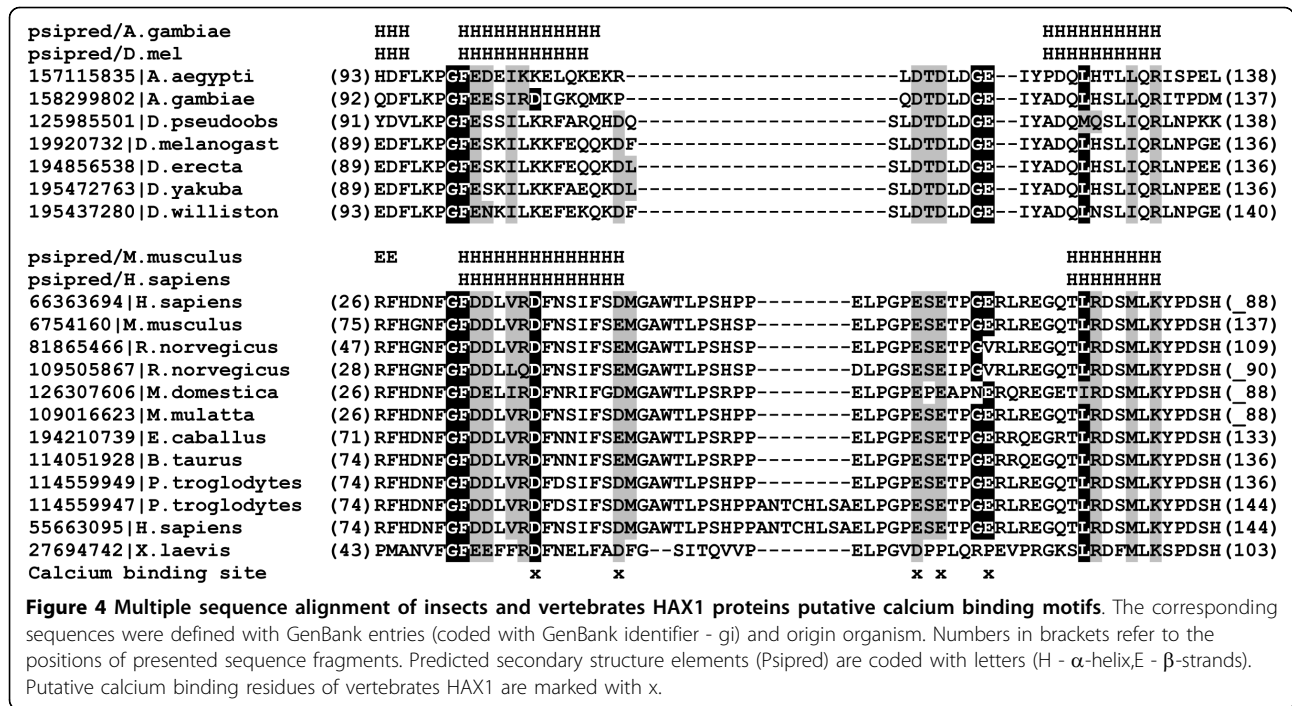 psipred/A.gambiae HHH HHHHHHHHHHHH HHHHHHHHHH
psipred/D.mel HHH HHHHHHHHHHH HHHHHHHHHH
157115835|A.aegypti (93)HDFLKPGFEDEIKKELQKEKR-----------------------LDTDLDGE--IYPDQLHTLLQRISPEL(138)
158299802|A.gambiae (92)QDFLKPGFEESIRDIGKQMKP-----------------------QDTDLDGE--IYADQLHSLLQRITPDM(137)
125985501|D.pseudoobs (91)YDVLKPGFESSILKRFARQHDQ---------------------SLDTDLDGE--IYADQMQSLIQRLNPKK(138)
19920732|D.melanogast (89)EDFLKPGFESKILKKFEQQKDF---------------------SLDTDLDGE--IYADQLHSLIQRLNPGE(136)
194856538|D.erecta (89)EDFLKPGFESKILKKFEQQKDL---------------------SLDTDLDGE--IYADQLHSLIQRLNPEE(136)
195472763|D.yakuba (89)EDFLKPGFESKILKKFAEQKDL---------------------SLDTDLDGE--IYADQLHSLIQRLNPEE(136)
195437280|D.williston (93)EDFLKPGFENKILKEFEKQKDF---------------------SLDTDLDGE--IYADQLNSLIQRLNPGE(140)
psipred/M.musculus EE HHHHHHHHHHHHHH HHHHHHHH
psipred/H.sapiens HHHHHHHHHHHHHH HHHHHHHH
66363694|H.sapiens (26)RFHDNFGFDDLVRDFNSIFSDMGAWTLPSHPP--------ELPGPESETPGERLREGQTLRDSMLKYPDSH(_88)
6754160|M.musculus (75)RFHGNFGFDDLVRDFNSIFSEMGAWTLPSHSP--------ELPGPESETPGERLREGQTLRDSMLKYPDSH(137)
81865466|R.norvegicus (47)RFHGNFGFDDLVRDFNSIFSEMGAWTLPSHSP--------ELPGPESETPGVRLREGQTLRDSMLKYPDSH(109)
109505867|R.norvegicus (28)RFHGNFGFDDLLQDFNSIFSEMGAWTLPSHSP--------DLPGSESEIPGVRLREGQTLRDSMLKYPDSH(_90)
126307606|M.domestica (26)RFHDNFGFDELIRDFNRIFGDMGAWTLPSRPP--------ELPGPEPEAPNERQREGETIRDSMLKYPDSH(_88)
109016623|M.mulatta (26)RFHDNFGFDDLVRDFNSIFSEMGAWTLPSHPP--------ELPGPESETPGERLREGQTLRDSMLKYPDSH(_88)
194210739|E.caballus (71)RFHDNFGFDDLVRDFNNIFSEMGAWTLPSRPP--------ELPGPESETPGERRQEGRTLRDSMLKYPDSH(133)
114051928|B.taurus (74)RFHDNFGFDDLVRDFNNIFSEMGAWTLPSRPP--------ELPGPESETPGERRQEGQTLRDSMLKYPDSH(136)
114559949|P.troglodytes (74)RFHDNFGFDDLVRDFDSIFSDMGAWTLPSHPP--------ELPGPESETPGERLREGQTLRDSMLKYPDSH(136)
114559947|P.troglodytes (74)RFHDNFGFDDLVRDFDSIFSDMGAWTLPSHPPANTCHLSAELPGPESETPGERLREGQTLRDSMLKYPDSH(144)
55663095|H.sapiens (74)RFHDNFGFDDLVRDFNSIFSDMGAWTLPSHPPANTCHLSAELPGPESETPGERLREGQTLRDSMLKYPDSH(144)
27694742|X.laevis (43)PMANVFGFEEFFRDFNELFADFG--SITQVVP--------ELPGVDPPLQRPEVPRGKSLRDFMLKSPDSH(103)
Calcium binding site x x x x x
Figure 4 Multiple sequence alignment of insects and vertebrates HAX1 proteins putative calcium binding motifs. The corresponding
sequences were defined with GenBank entries (coded with GenBank identifier - gi) and origin organism. Numbers in brackets refer to the
positions of presented sequence fragments. Predicted secondary structure elements (Psipred) are coded with letters (H - α-helix,E - β-strands).
Putative calcium binding residues of vertebrates HAX1 are marked with x.